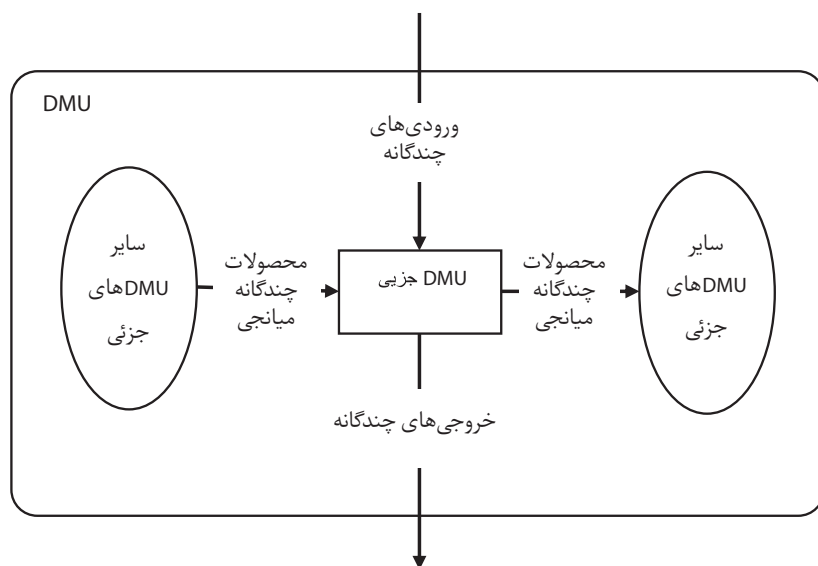 DMU
ورودی‌های
چندگانه
سایر
DMUهای
جزئی
محصولات
چندگانه
میانجی
DMU جزیی
محصولات
چندگانه
میانجی
سایر
DMUهای
جزئی
خروجی‌های چندگانه